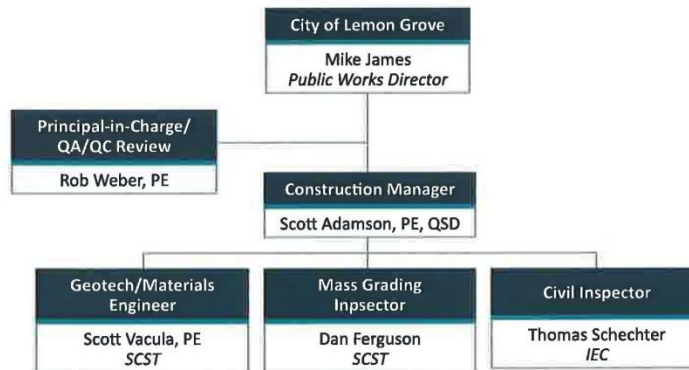 City of Lemon Grove
Mike James
Public Works Director
Principal-in-Charge/
QA/QC Review
Rob Weber, PE
Construction Manager
Scott Adamson, PE, QSD
Geotech/Materials
Engineer
Scott Vacula, PE
SCST
Mass Grading
Inpsector
Dan Ferguson
SCST
Civil Inspector
Thomas Schechter
IEC